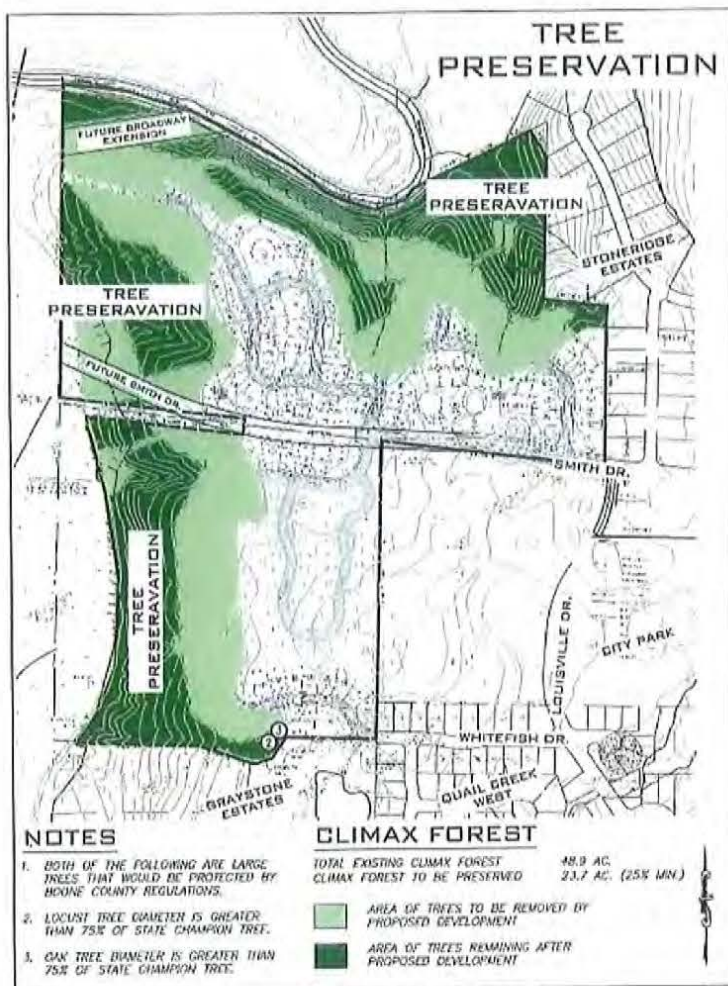 TREE
PRESERVATION
FUTURE BROADWAY
EXTENSION
TREE
PRESERAVATION
STONERIDGE
ESTATES
TREE
PRESERAVATION
FUTURE SMITH DR.
SMITH DR.
TREE
PRESERAVATION
LOUISVILLE DR.
CITY PARK
3
2
WHITEFISH DR.
GRAYSTONE
ESTATES
QUAIL CREEK
WEST
NOTES
1. BOTH OF THE FOLLOWING ARE LARGE
TREES THAT WOULD BE PROTECTED BY
BOONE COUNTY REGULATIONS.
2. LOCUST TREE DIAMETER IS GREATER
THAN 75% OF STATE CHAMPION TREE.
3. OAK TREE DIAMETER IS GREATER THAN
75% OF STATE CHAMPION TREE.
CLIMAX FOREST
TOTAL EXISTING CLIMAX FOREST 48.9 AC.
CLIMAX FOREST TO BE PRESERVED 23.7 AC. (25% MIN.)
AREA OF TREES TO BE REMOVED BY
PROPOSED DEVELOPMENT
AREA OF TREES REMAINING AFTER
PROPOSED DEVELOPMENT